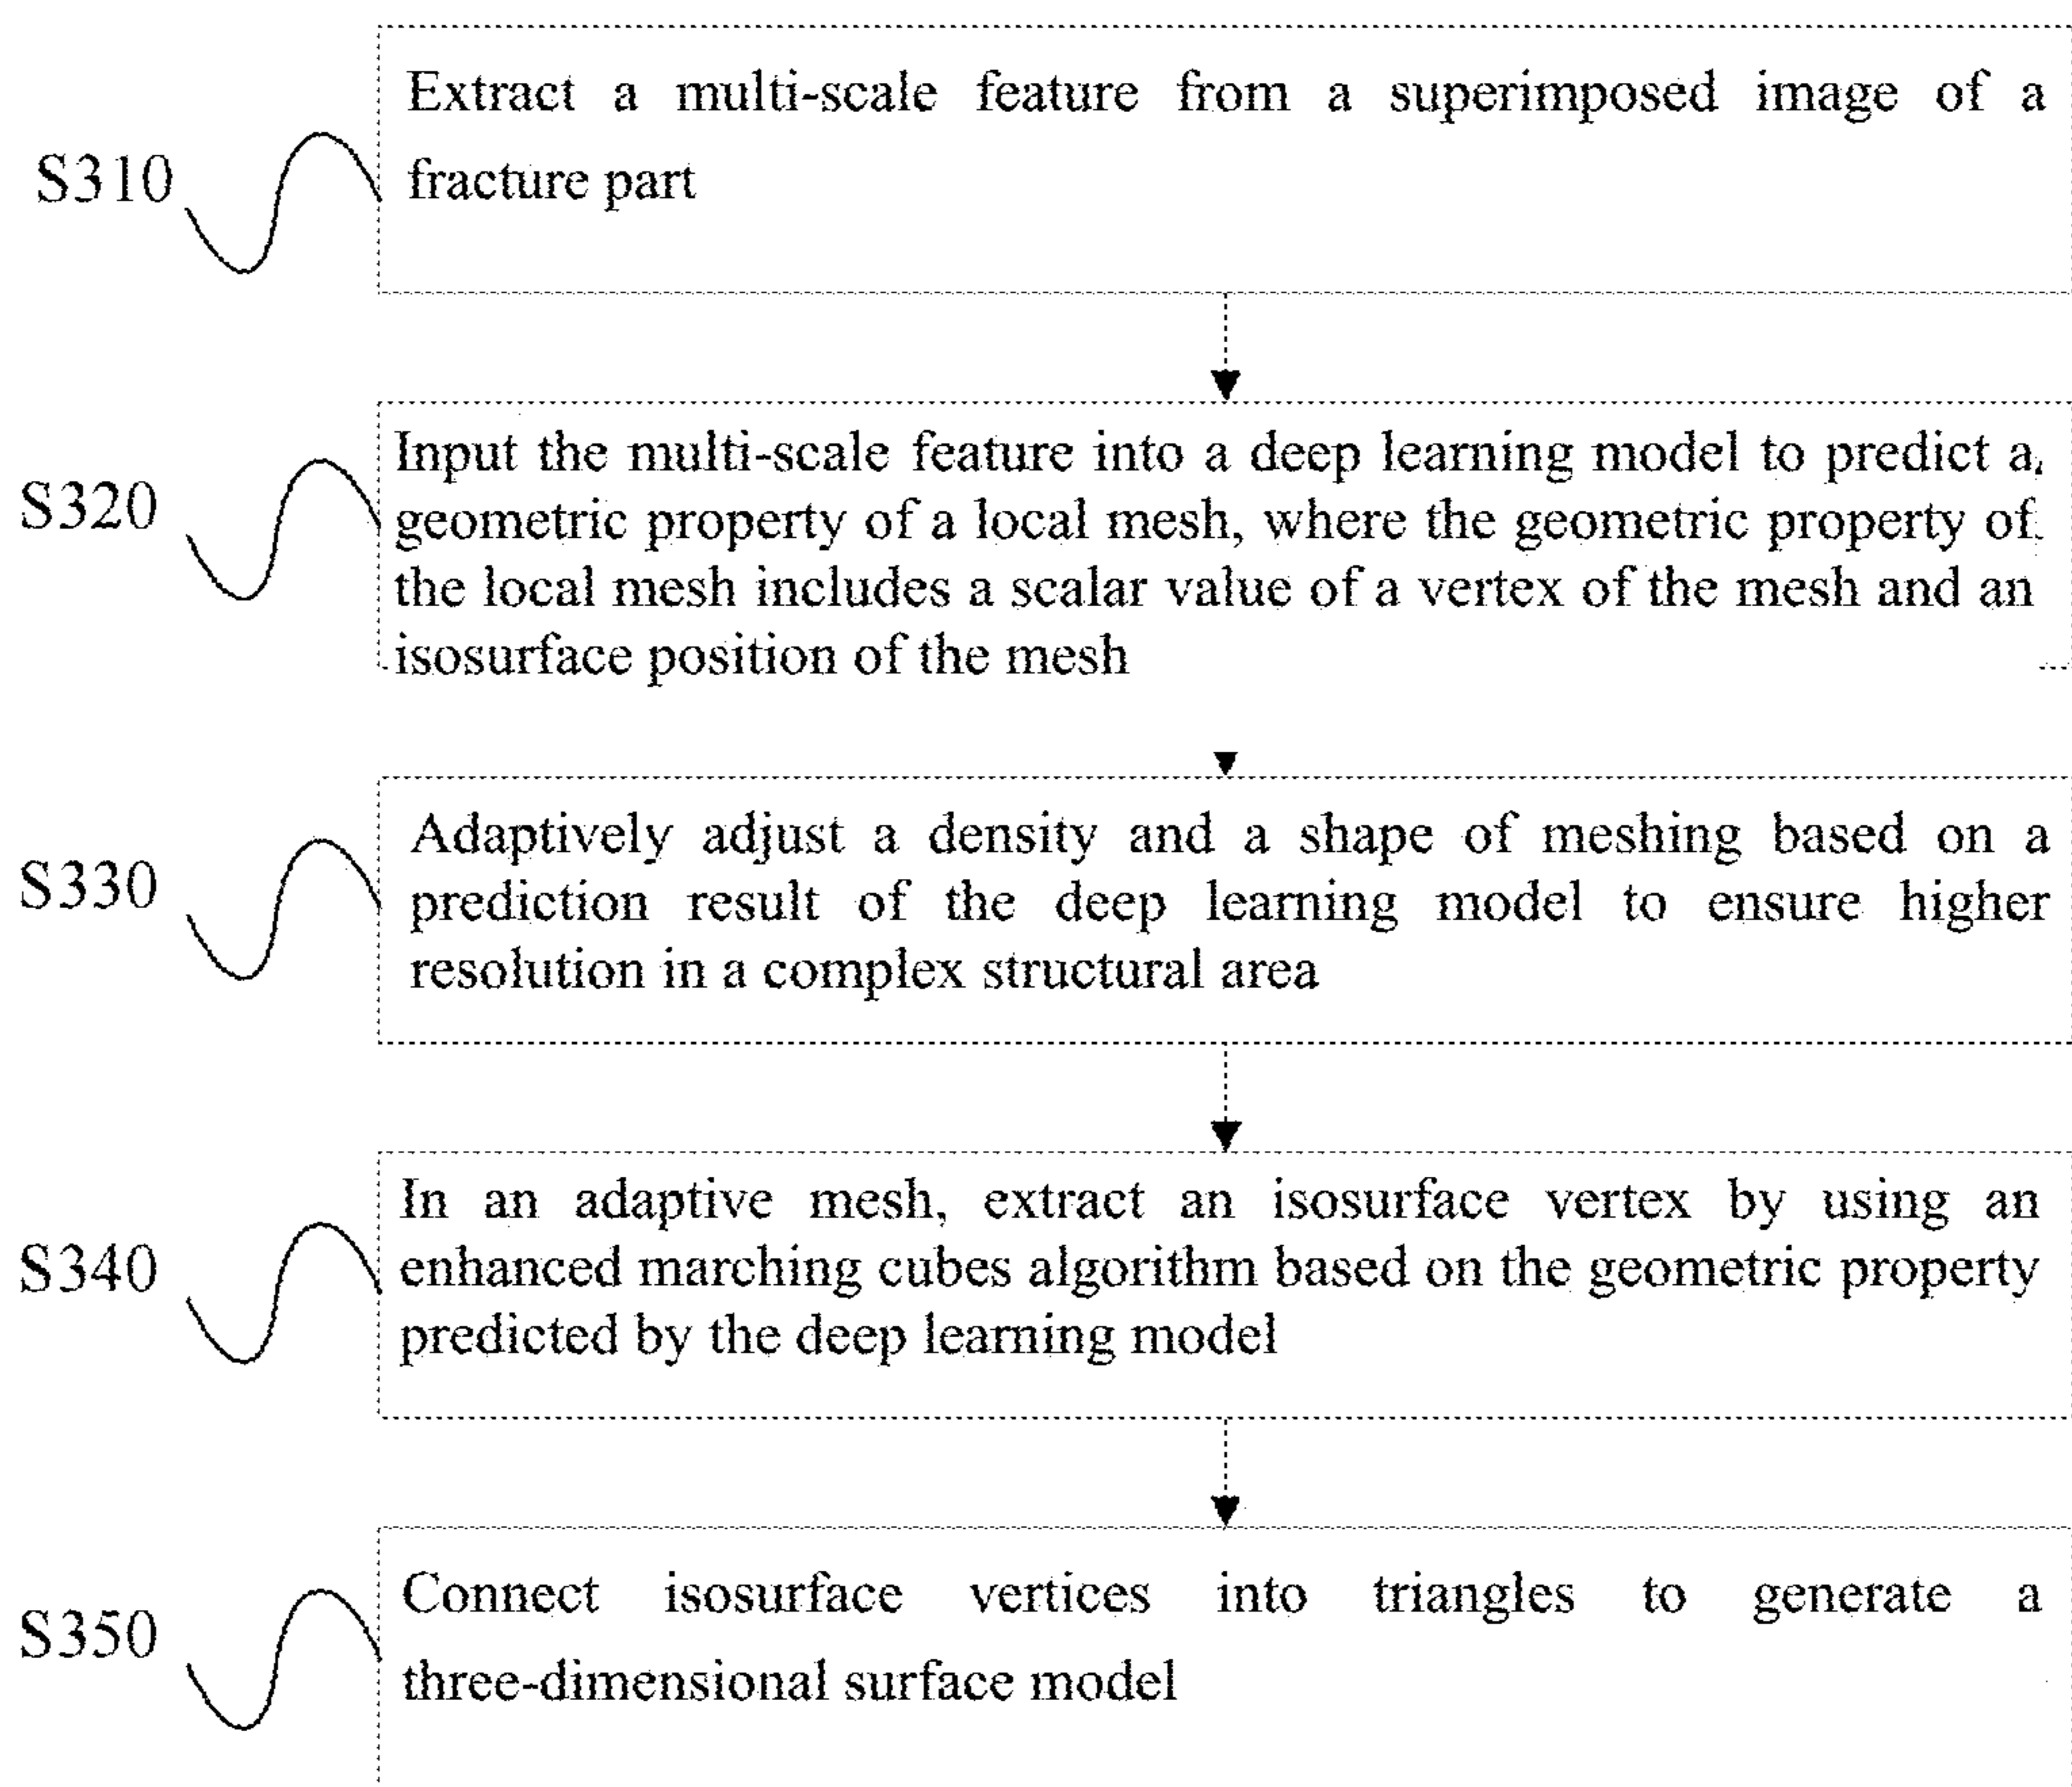 S310
Extract a multi-scale feature from a superimposed image of a
fracture part
S320
Input the multi-scale feature into a deep learning model to predict a
geometric property of a local mesh, where the geometric property of
the local mesh includes a scalar value of a vertex of the mesh and an
isosurface position of the mesh
S330
Adaptively adjust a density and a shape of meshing based on a
prediction result of the deep learning model to ensure higher
resolution in a complex structural area
S340
In an adaptive mesh, extract an isosurface vertex by using an
enhanced marching cubes algorithm based on the geometric property
predicted by the deep learning model
S350
Connect isosurface vertices into triangles to generate a
three-dimensional surface model